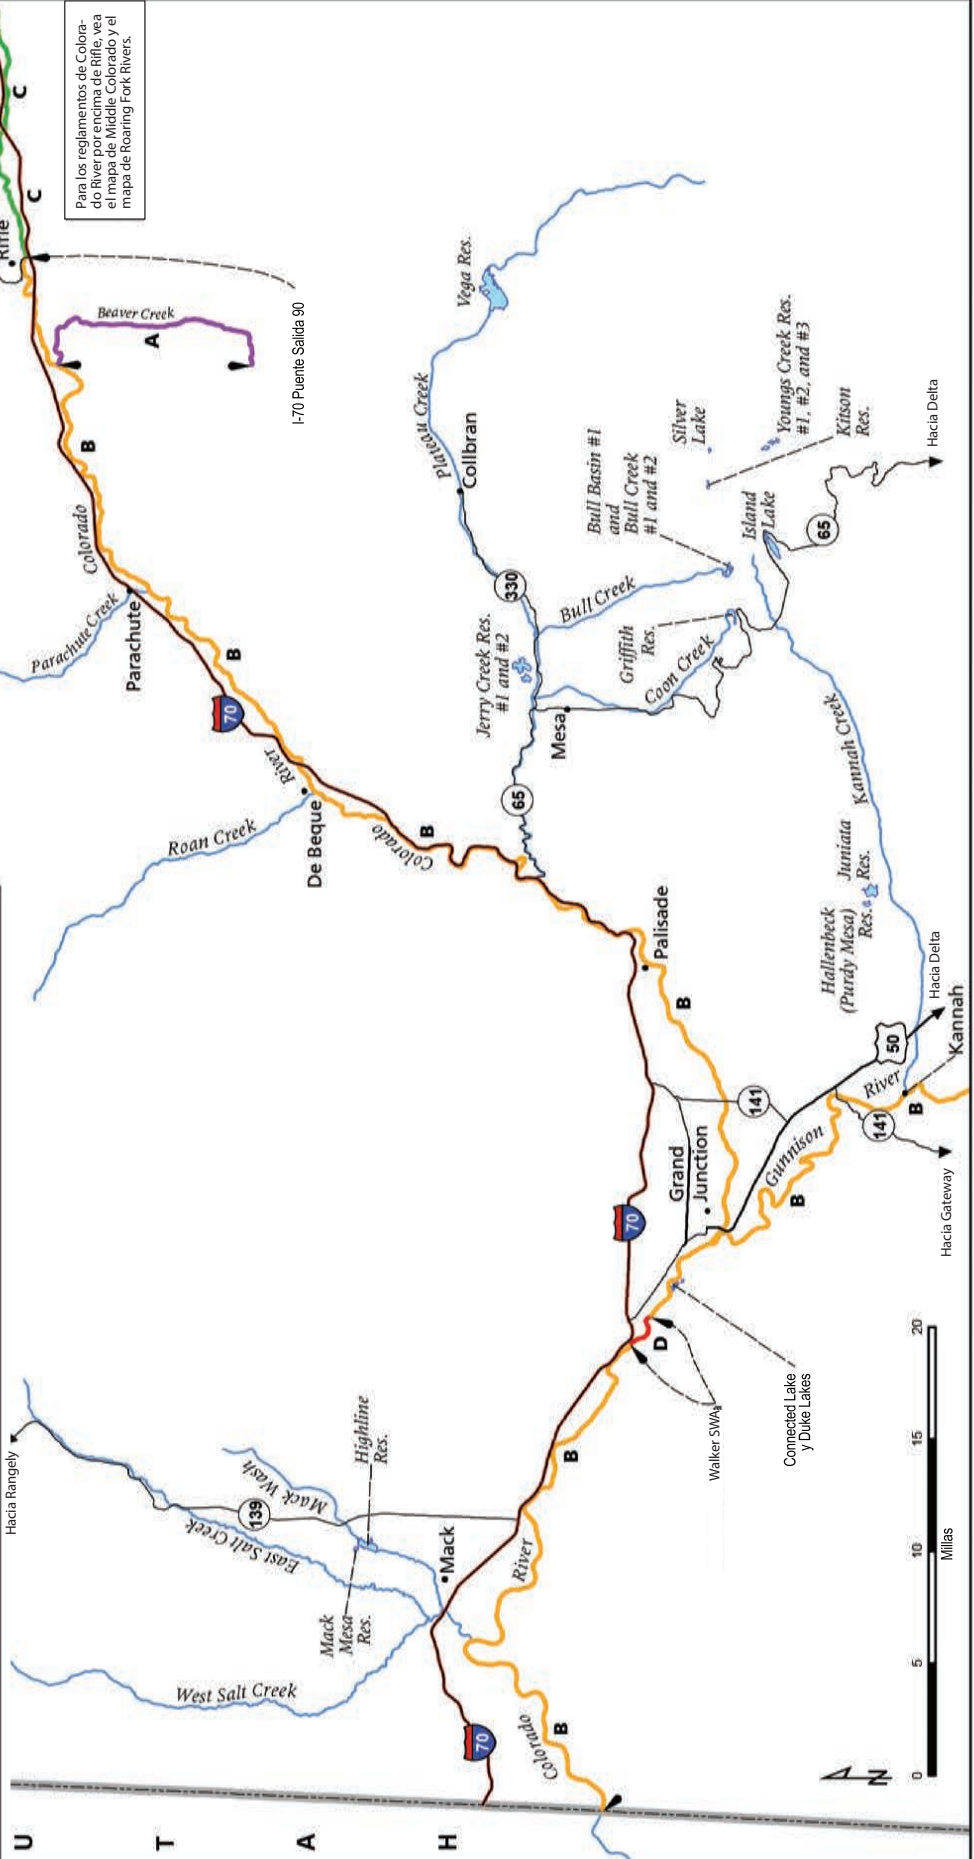 Para los reglamentos de Colora-
do River por encima de Rifle, vea
el mapa de Middle Colorado y el
mapa de Roaring Fork Rivers.
U
T
A
H
Hacia Rangely
139
East Salt Creek
Mack Wash
Highline
Res.
Mack
Mesa
Res.
West Salt Creek
Mack
70
Colorado
River
B
B
D
Walker SWA
Connected Lake
y Duke Lakes
70
Grand
Junction
141
50
Gunnison
River
B
141
B
Hacia Gateway
Hacia Delta
Kannah
Hallenbeck
(Purdy Mesa)
Res.
Juniata
Res.
Kannah Creek
B
Palisade
Colorado
B
65
De Beque
Roan Creek
River
70
B
Parachute
Parachute Creek
Colorado
B
Beaver Creek
A
I-70 Puente Salida 90
Rifle
C
C
Vega Res.
Plateau Creek
Collbran
330
Jerry Creek Res.
#1 and #2
Mesa
Bull Creek
Bull Basin #1
and
Bull Creek
#1 and #2
Griffith
Res.
Coon Creek
Silver
Lake
Youngs Creek Res.
#1, #2, and #3
Kitson
Res.
Island
Lake
65
Hacia Delta
N
0
5
10
15
20
Millas